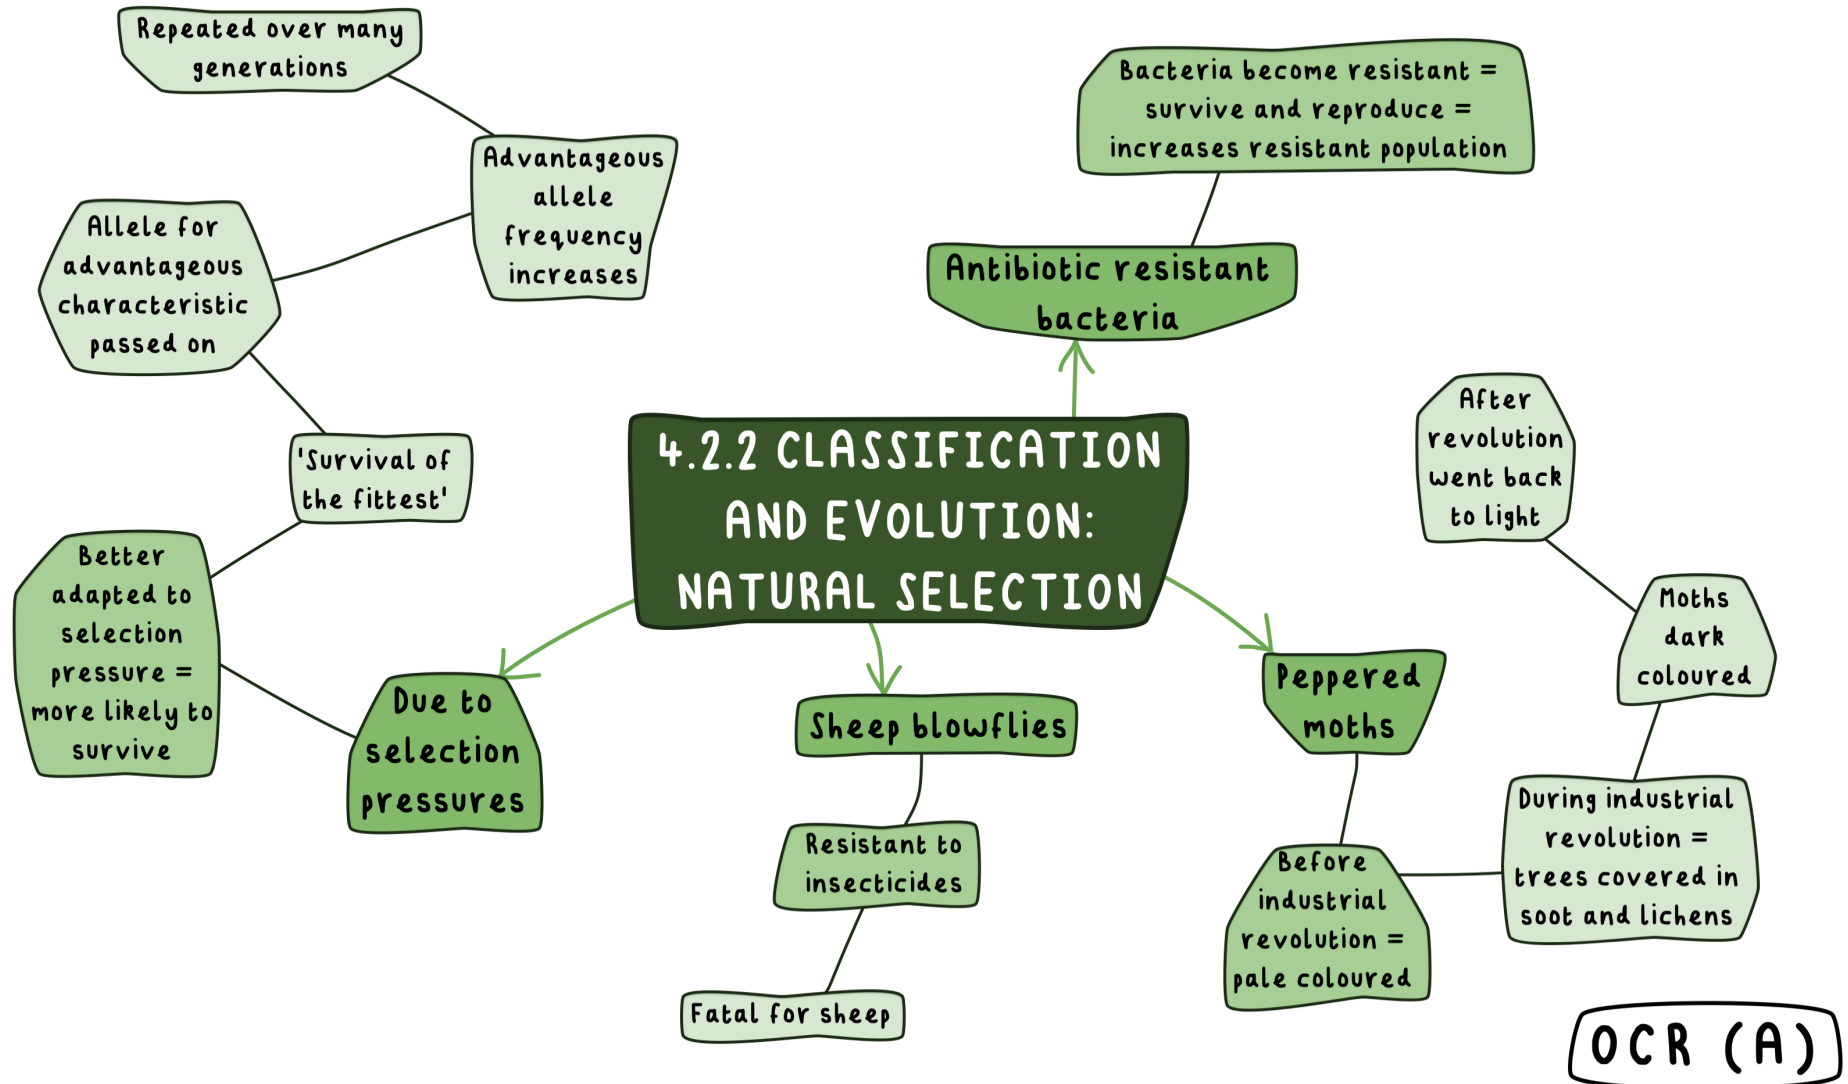 4.2.2 CLASSIFICATION
AND EVOLUTION:
NATURAL SELECTION
Antibiotic resistant
bacteria
Bacteria become resistant =
survive and reproduce =
increases resistant population
Peppered
moths
Before
industrial
revolution =
pale coloured
During industrial
revolution =
trees covered in
soot and lichens
Moths
dark
coloured
After
revolution
went back
to light
Sheep blowflies
Resistant to
insecticides
Fatal for sheep
Due to
selection
pressures
Better
adapted to
selection
pressure =
more likely to
survive
'Survival of
the fittest'
Allele for
advantageous
characteristic
passed on
Advantageous
allele
frequency
increases
Repeated over many
generations
OCR (A)